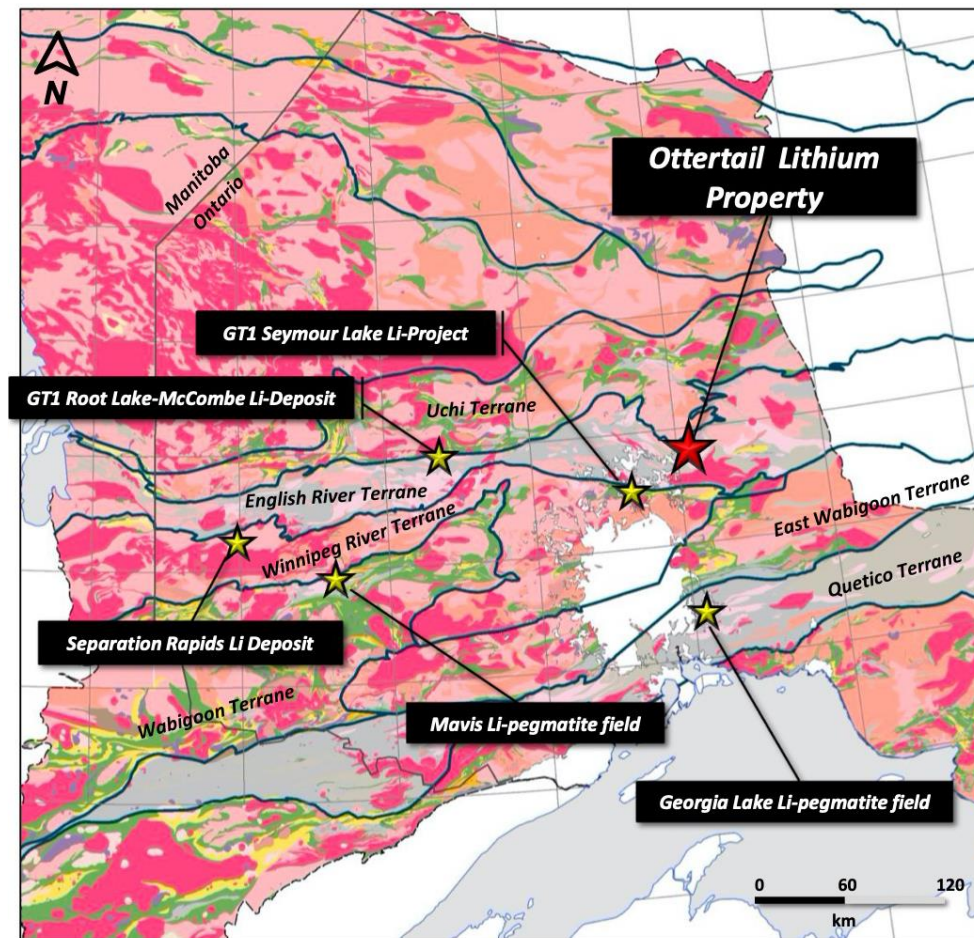 N
Manitoba
Ontario
Ottertail Lithium
Property
GT1 Seymour Lake Li-Project
GT1 Root Lake-McCombe Li-Deposit
Uchi Terrane
English River Terrane
Winnipeg River Terrane
East Wabigoon Terrane
Quetico Terrane
Separation Rapids Li Deposit
Wabigoon Terrane
Mavis Li-pegmatite field
Georgia Lake Li-pegmatite field
0 60 120
km